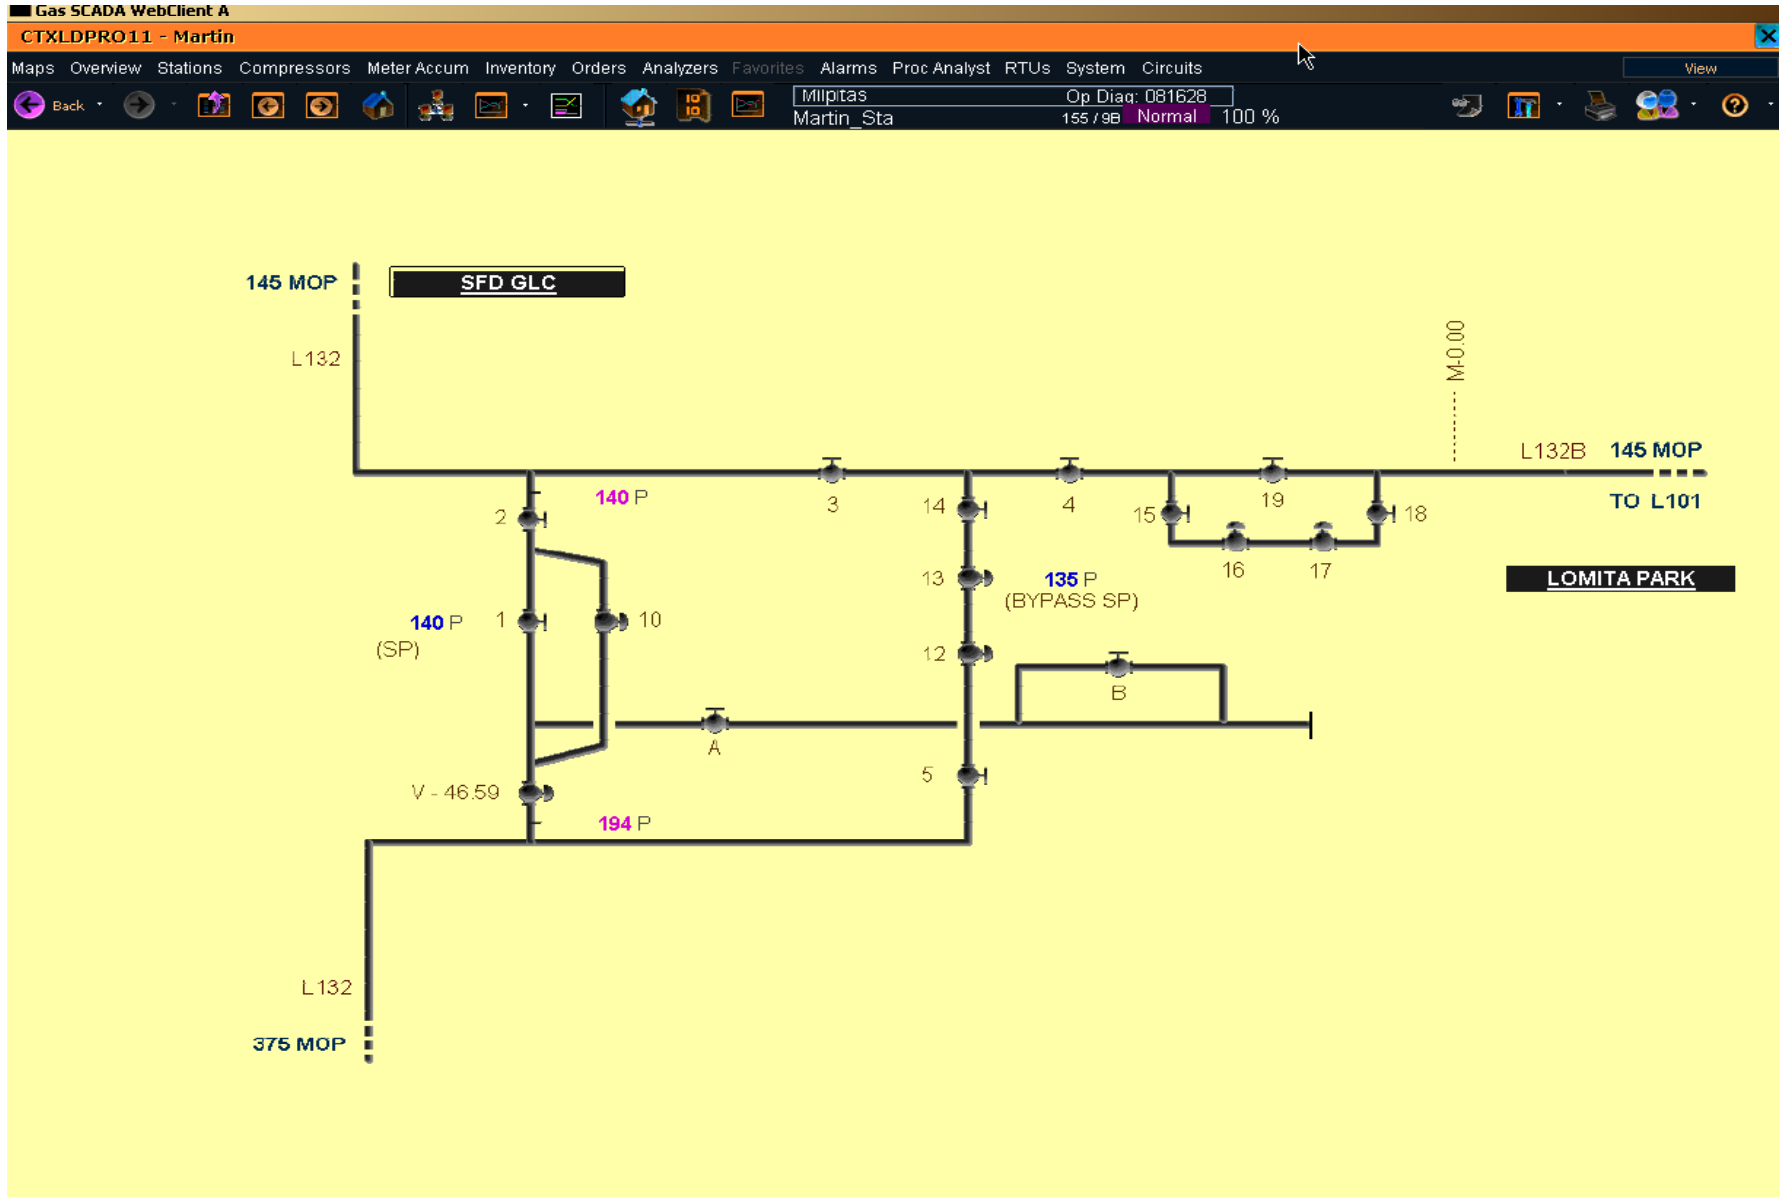 Gas SCADA WebClient A
CTXLDPRO11 - Martin
Maps Overview Stations Compressors Meter Accum Inventory Orders Analyzers Favorites Alarms Proc Analyst RTUs System Circuits View
Back Milpitas Op Diag: 081628
Martin_Sta 155 / 9B Normal 100 %
145 MOP SFD GLC
L132
M-0.00
L132B 145 MOP
140 P 3 14 4 19 TO L101
2 15 18
16 17
13 135 P LOMITA PARK
(BYPASS SP)
140 P 1 10
(SP)
12
B
A
5
V - 46.59
194 P
L132
375 MOP